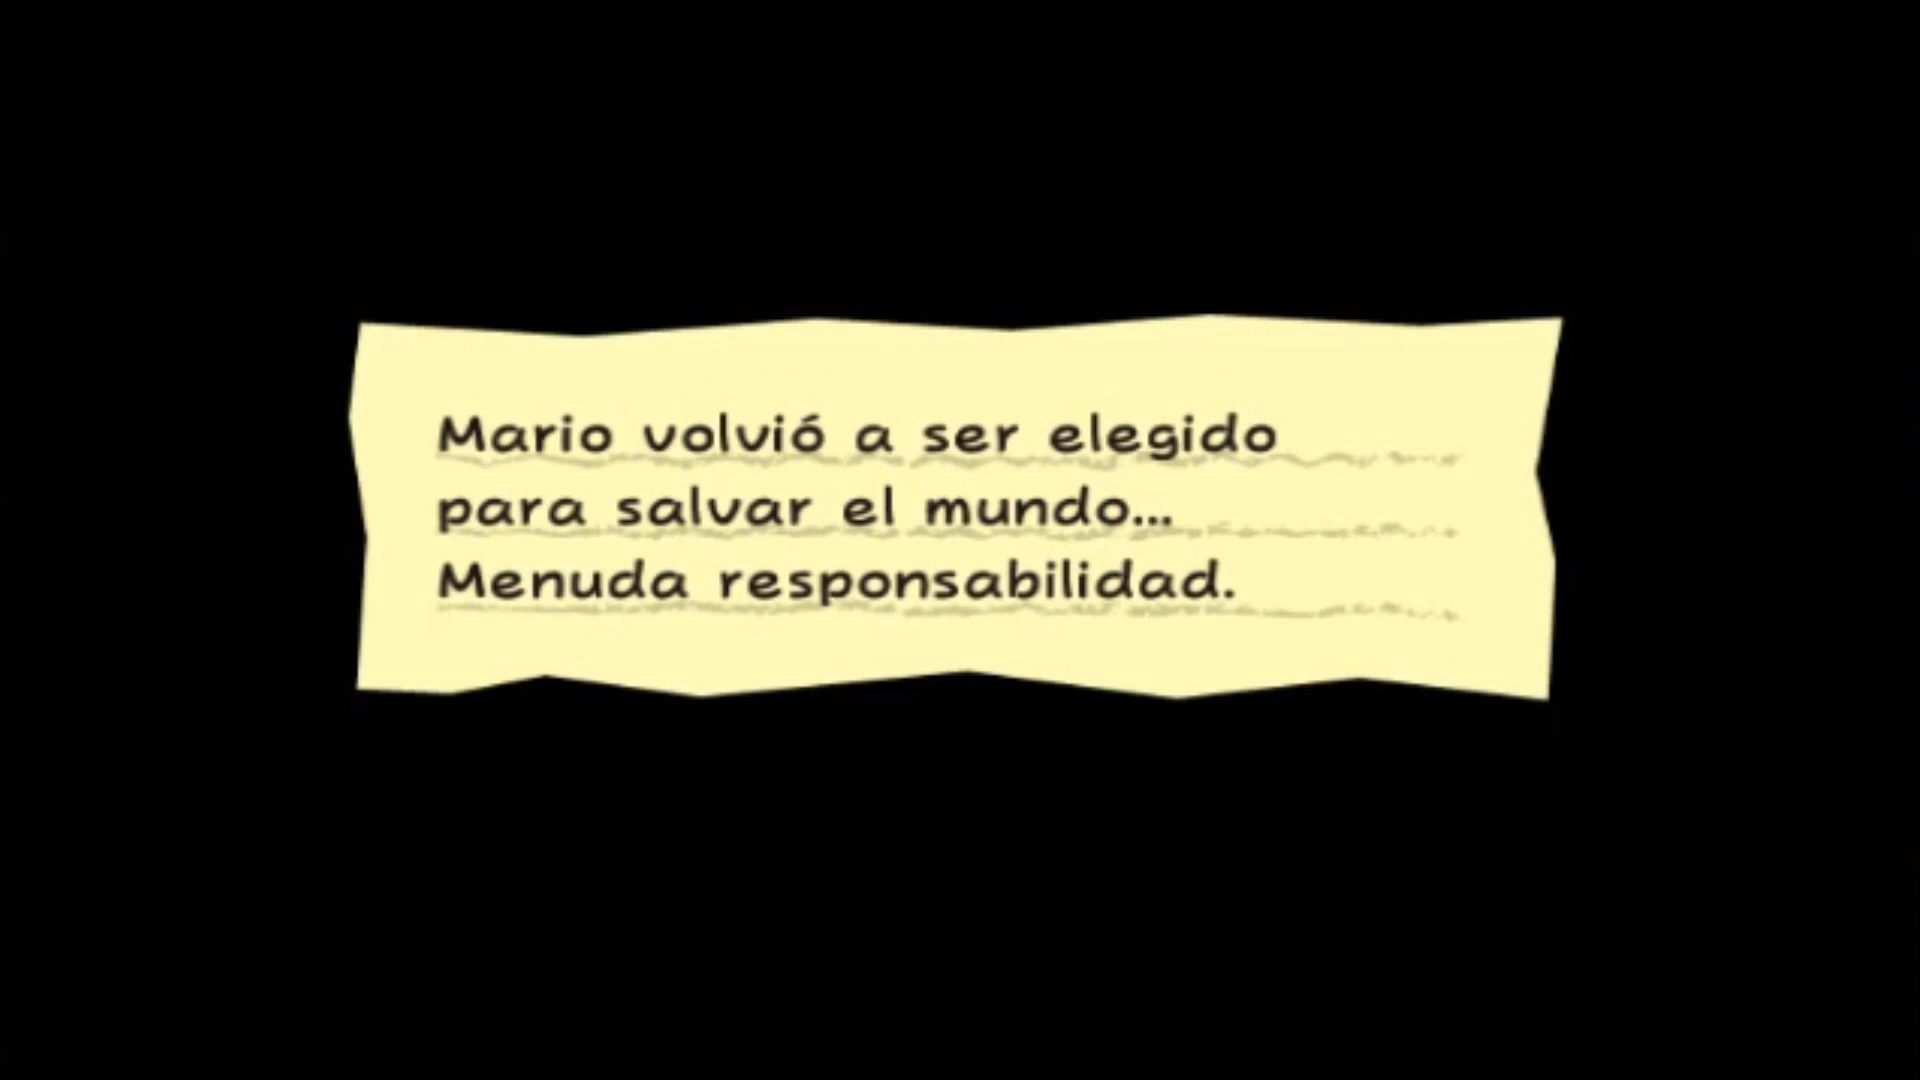 Mario volvió a ser elegido
para salvar el mundo...
Menuda responsabilidad.